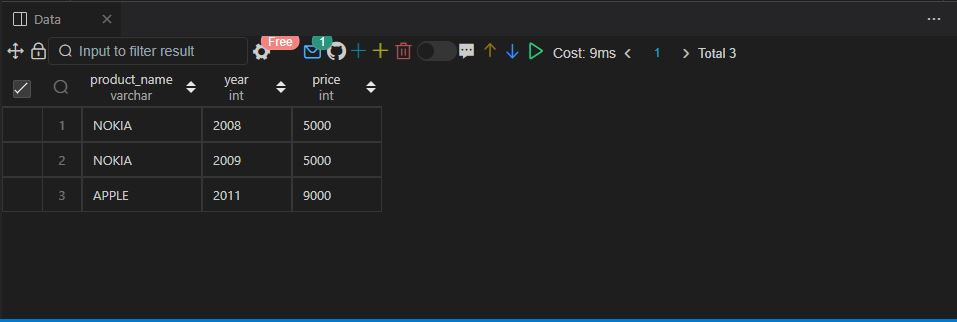 Data
Free
1
Input to filter result
Cost: 9ms
1
Total 3
product_name year price
varchar int int
1 NOKIA 2008 5000
2 NOKIA 2009 5000
3 APPLE 2011 9000